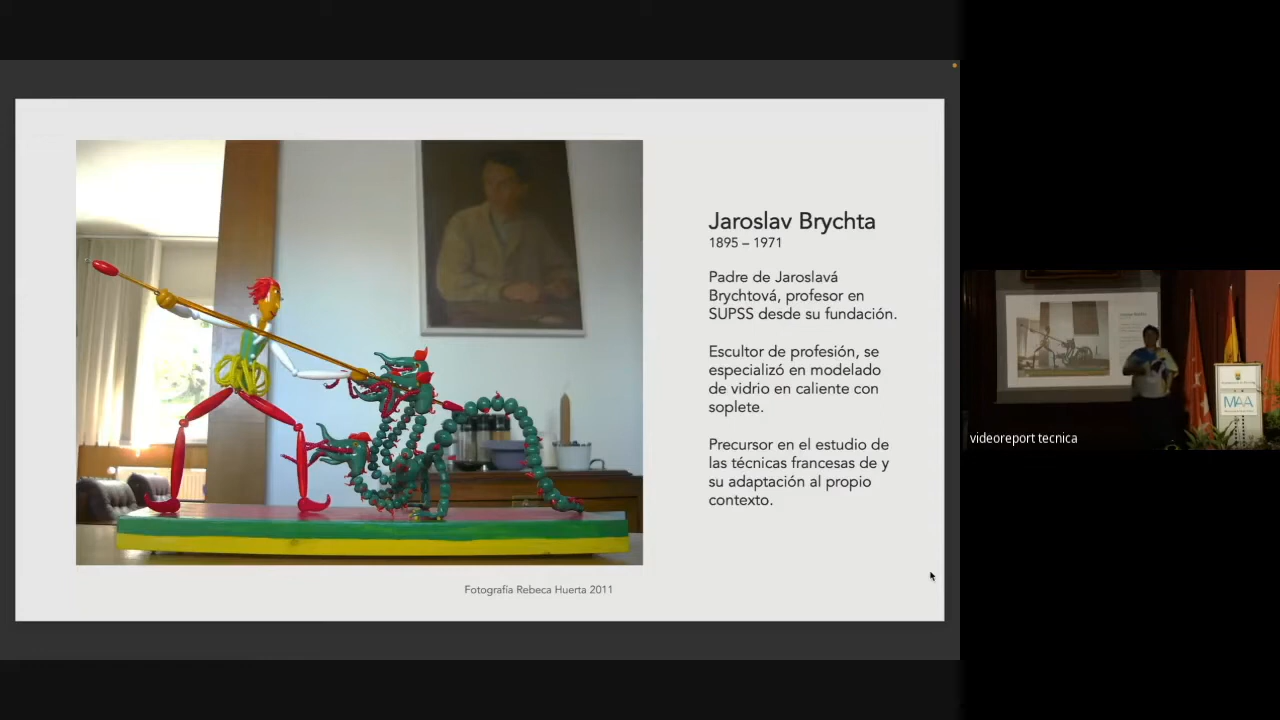 Jaroslav Brychta
1895 – 1971
Padre de Jaroslavá
Brychtová, profesor en
SUPSS desde su fundación.
Escultor de profesión, se
especializó en modelado
de vidrio en caliente con
soplete.
Precursor en el estudio de
las técnicas francesas de y
su adaptación al propio
contexto.
Fotografía Rebeca Huerta 2011
MAA
videoreport tecnica